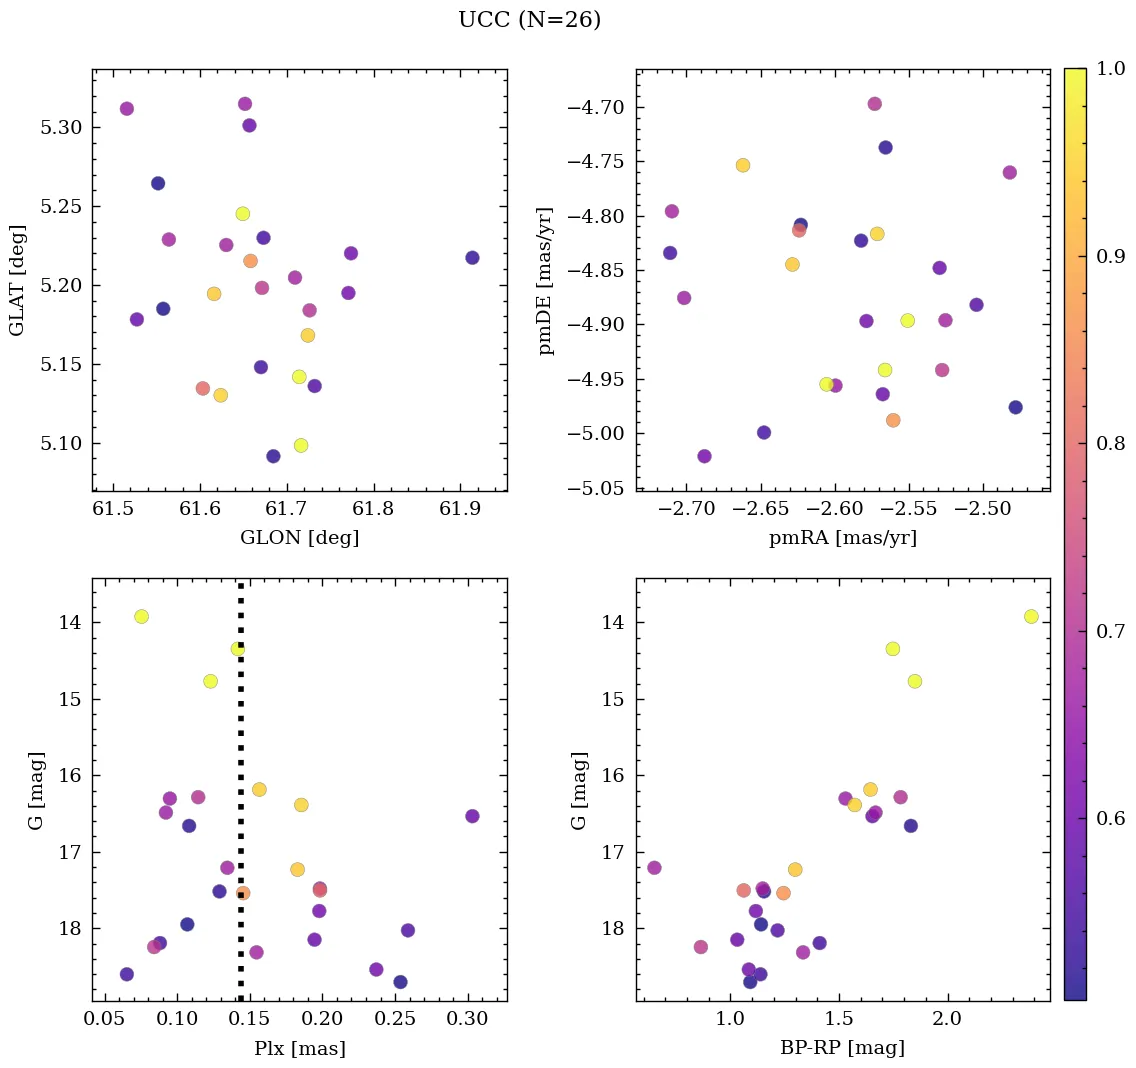 UCC (N=26)
5.30
5.25
5.20
5.15
5.10
GLAT [deg]
61.5 61.6 61.7 61.8 61.9
GLON [deg]
−4.70
−4.75
−4.80
−4.85
−4.90
−4.95
−5.00
−5.05
pmDE [mas/yr]
−2.70 −2.65 −2.60 −2.55 −2.50
pmRA [mas/yr]
1.0
0.9
0.8
0.7
0.6
14
15
16
17
18
G [mag]
0.05 0.10 0.15 0.20 0.25 0.30
Plx [mas]
14
15
16
17
18
G [mag]
1.0 1.5 2.0
BP-RP [mag]